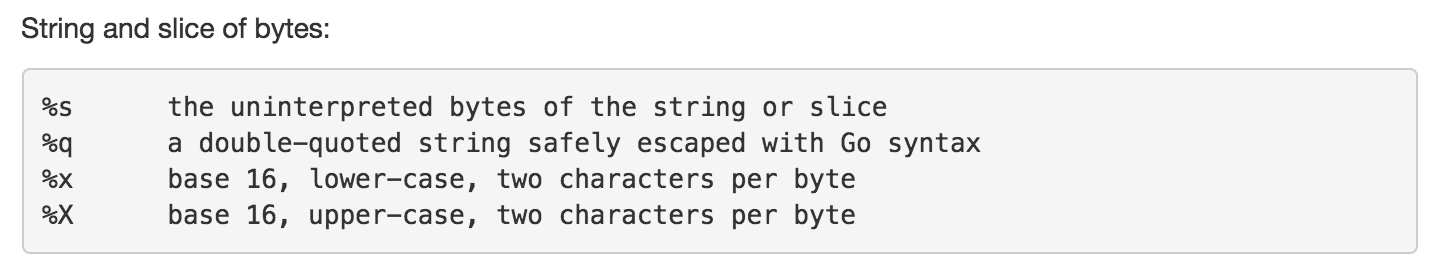 String and slice of bytes:
%s      the uninterpreted bytes of the string or slice
%q      a double-quoted string safely escaped with Go syntax
%x      base 16, lower-case, two characters per byte
%X      base 16, upper-case, two characters per byte